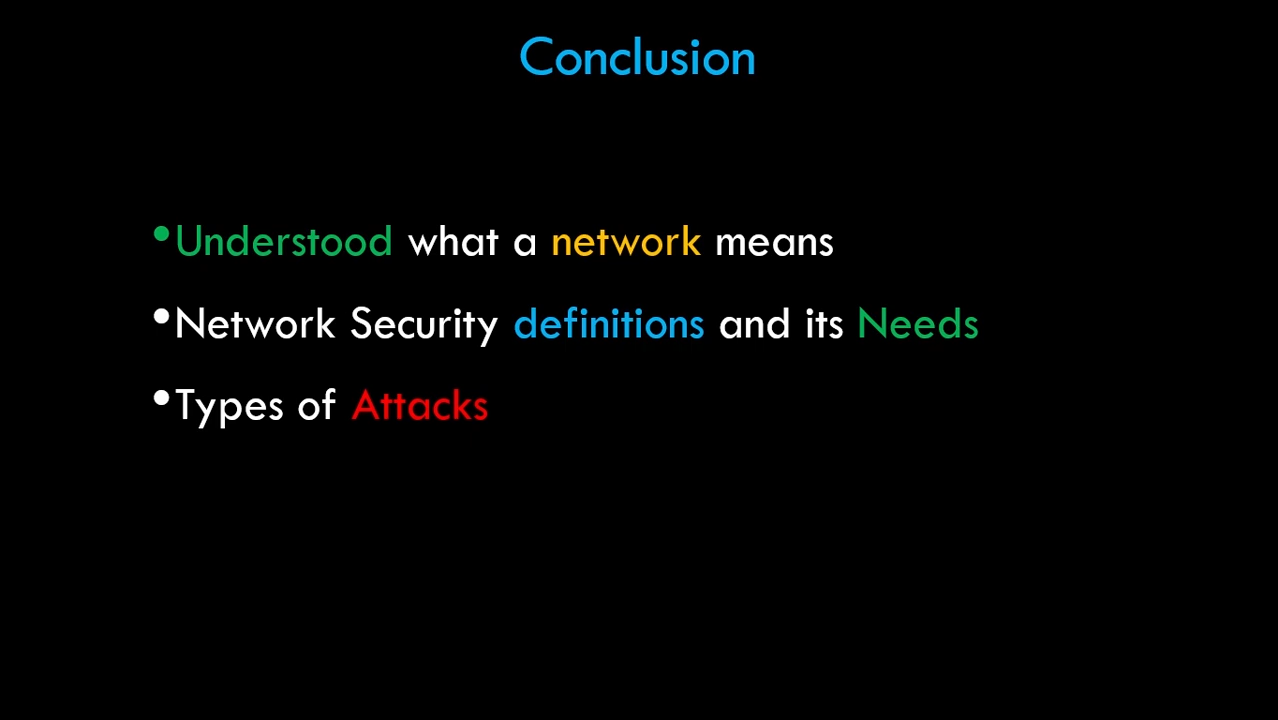 Conclusion
•Understood what a network means
•Network Security definitions and its Needs
•Types of Attacks